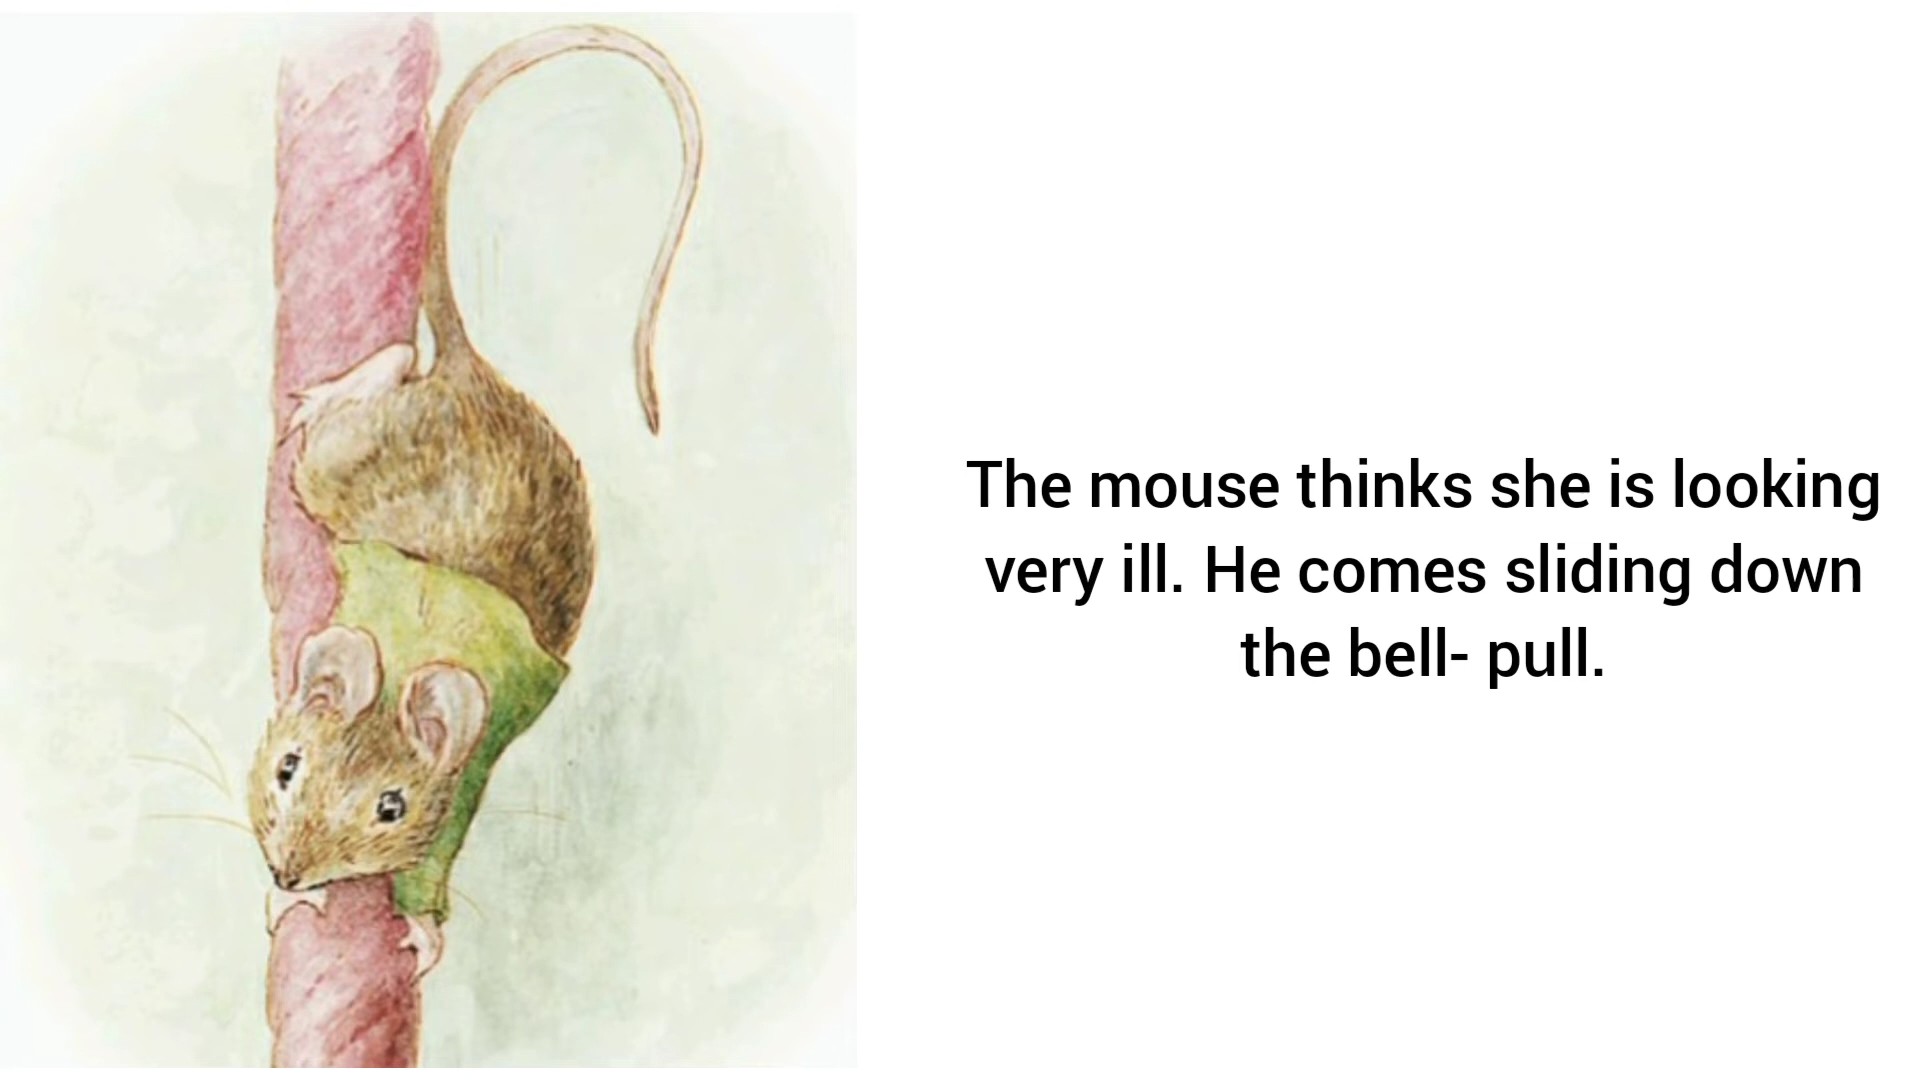 The mouse thinks she is looking
very ill. He comes sliding down
the bell- pull.